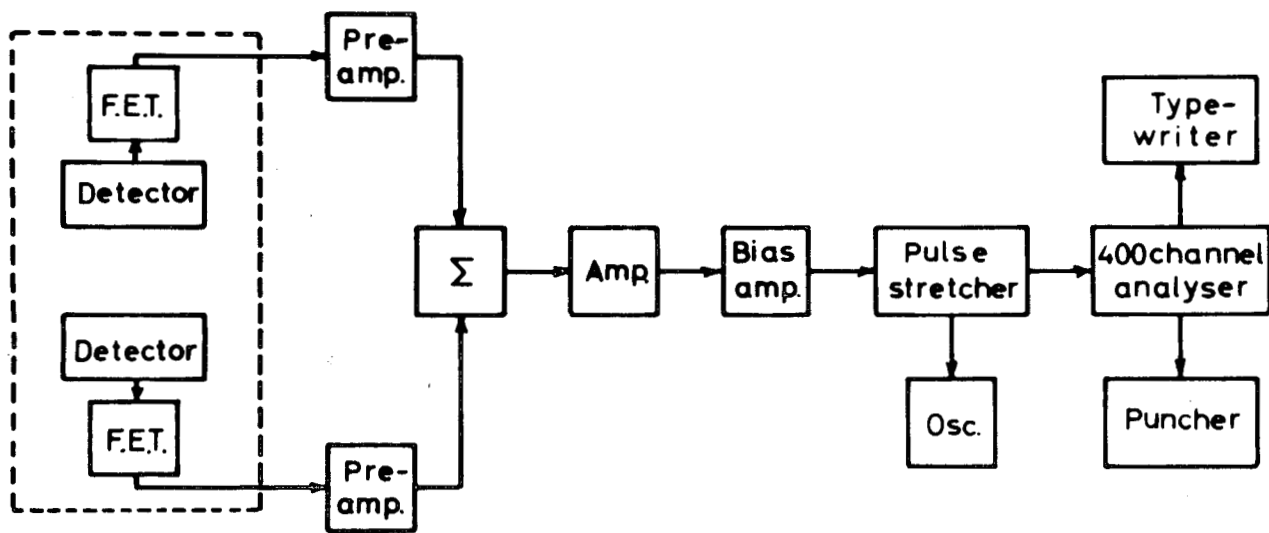 Pre-
amp.
F.E.T.
Detector
Type-
writer
Σ
Amp.
Bias
amp.
Pulse
stretcher
400channel
analyser
Detector
F.E.T.
Osc.
Puncher
Pre-
amp.